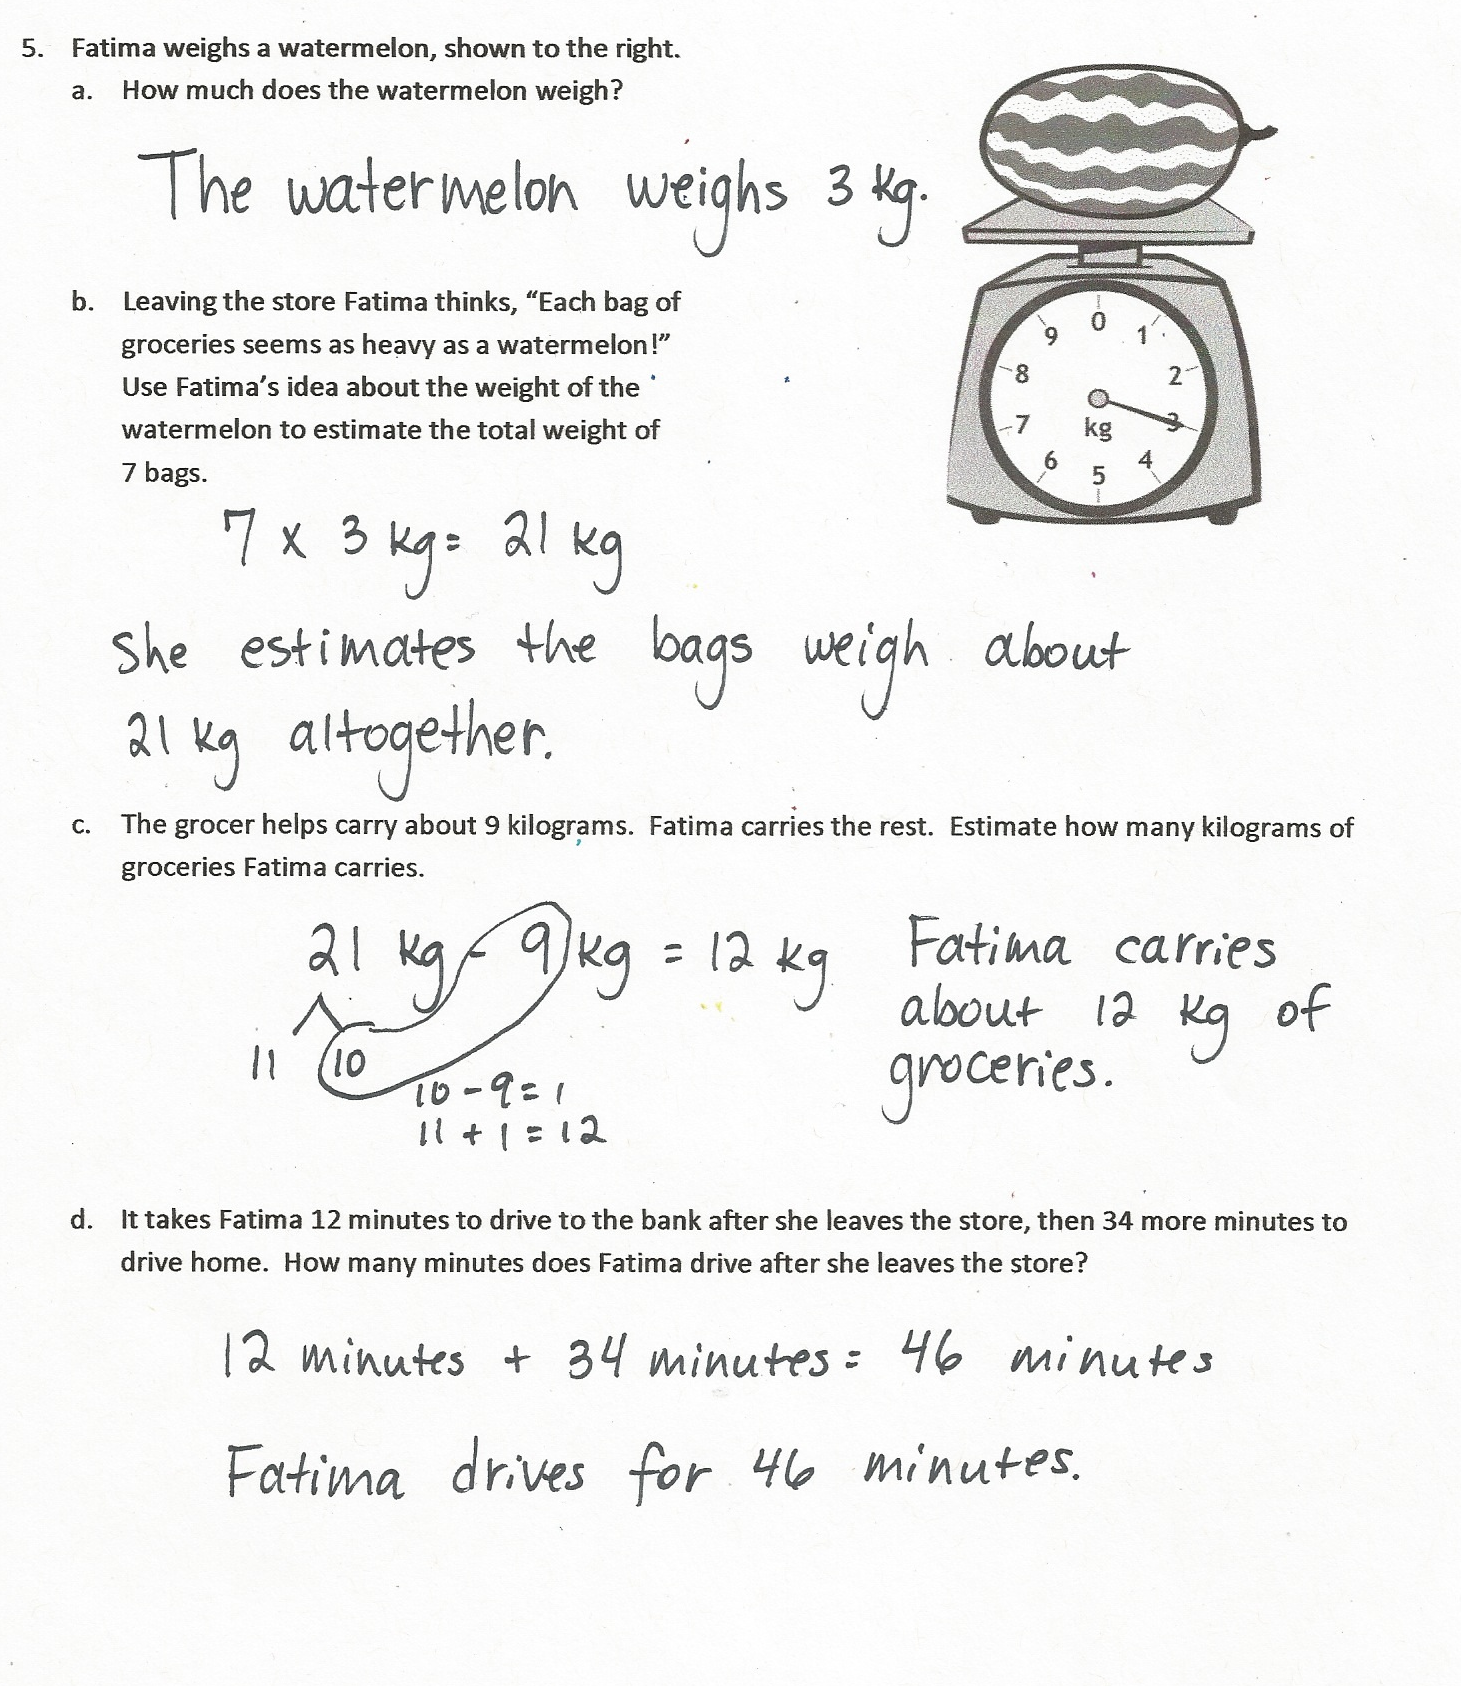 5. Fatima weighs a watermelon, shown to the right.
a. How much does the watermelon weigh?
The watermelon weighs 3 kg.
b. Leaving the store Fatima thinks, “Each bag of
groceries seems as heavy as a watermelon!”
Use Fatima’s idea about the weight of the
watermelon to estimate the total weight of
7 bags.
0
1
2
3
4
5
6
7
8
9
kg
7 x 3 kg = 21 kg
She estimates the bags weigh about
21 kg altogether.
c. The grocer helps carry about 9 kilograms. Fatima carries the rest. Estimate how many kilograms of
groceries Fatima carries.
21 kg - 9 kg = 12 kg
11 10
10 - 9 = 1
11 + 1 = 12
Fatima carries
about 12 kg of
groceries.
d. It takes Fatima 12 minutes to drive to the bank after she leaves the store, then 34 more minutes to
drive home. How many minutes does Fatima drive after she leaves the store?
12 minutes + 34 minutes = 46 minutes
Fatima drives for 46 minutes.